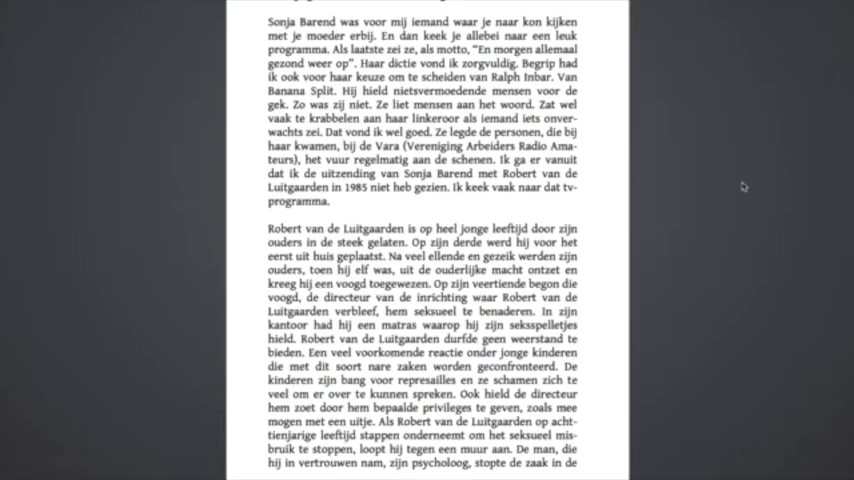 Sonja Barend was voor mij iemand waar je naar kon kijken
met je moeder erbij. En dan keek je allebei naar een leuk
programma. Als laatste zei ze, als motto, “En morgen allemaal
gezond weer op”. Haar dictie vond ik zorgvuldig. Begrip had
ik ook voor haar keuze om te scheiden van Ralph Inbar. Van
Banana Split. Hij hield nietsvermoedende mensen voor de
gek. Zo was zij niet. Ze liet mensen aan het woord. Zat wel
vaak te krabbelen aan haar linkeroor als iemand iets onver-
wachts zei. Dat vond ik wel goed. Ze legde de personen, die bij
haar kwamen, bij de Vara (Vereniging Arbeiders Radio Ama-
teurs), het vuur regelmatig aan de schenen. Ik ga er vanuit
dat ik de uitzending van Sonja Barend met Robert van de
Luitgaarden in 1985 niet heb gezien. Ik keek vaak naar dat tv-
programma.
Robert van de Luitgaarden is op heel jonge leeftijd door zijn
ouders in de steek gelaten. Op zijn derde werd hij voor het
eerst uit huis geplaatst. Na veel ellende en gezeik werden zijn
ouders, toen hij elf was, uit de ouderlijke macht ontzet en
kreeg hij een voogd toegewezen. Op zijn veertiende begon die
voogd, de directeur van de inrichting waar Robert van de
Luitgaarden verbleef, hem seksueel te benaderen. In zijn
kantoor had hij een matras waarop hij zijn seksspelletjes
hield. Robert van de Luitgaarden durfde geen weerstand te
bieden. Een veel voorkomende reactie onder jonge kinderen
die met dit soort nare zaken worden geconfronteerd. De
kinderen zijn bang voor represailles en ze schamen zich te
veel om er over te kunnen spreken. Ook hield de directeur
hem zoet door hem bepaalde privileges te geven, zoals mee
mogen met een uitje. Als Robert van de Luitgaarden op acht-
tienjarige leeftijd stappen onderneemt om het seksueel mis-
bruik te stoppen, loopt hij tegen een muur aan. De man, die
hij in vertrouwen nam, zijn psycholoog, stopte de zaak in de